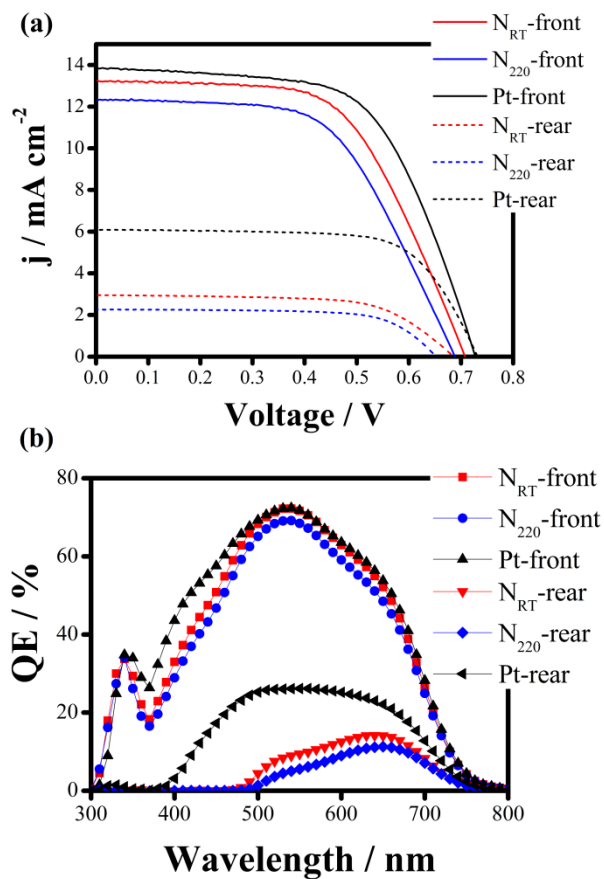 (a)
N_RT-front
N_220-front
Pt-front
N_RT-rear
N_220-rear
Pt-rear
14
12
10
8
6
4
2
0
j / mA cm⁻²
0.0 0.1 0.2 0.3 0.4 0.5 0.6 0.7 0.8
Voltage / V
(b)
N_RT-front
N_220-front
Pt-front
N_RT-rear
N_220-rear
Pt-rear
80
60
40
20
0
QE / %
300 400 500 600 700 800
Wavelength / nm